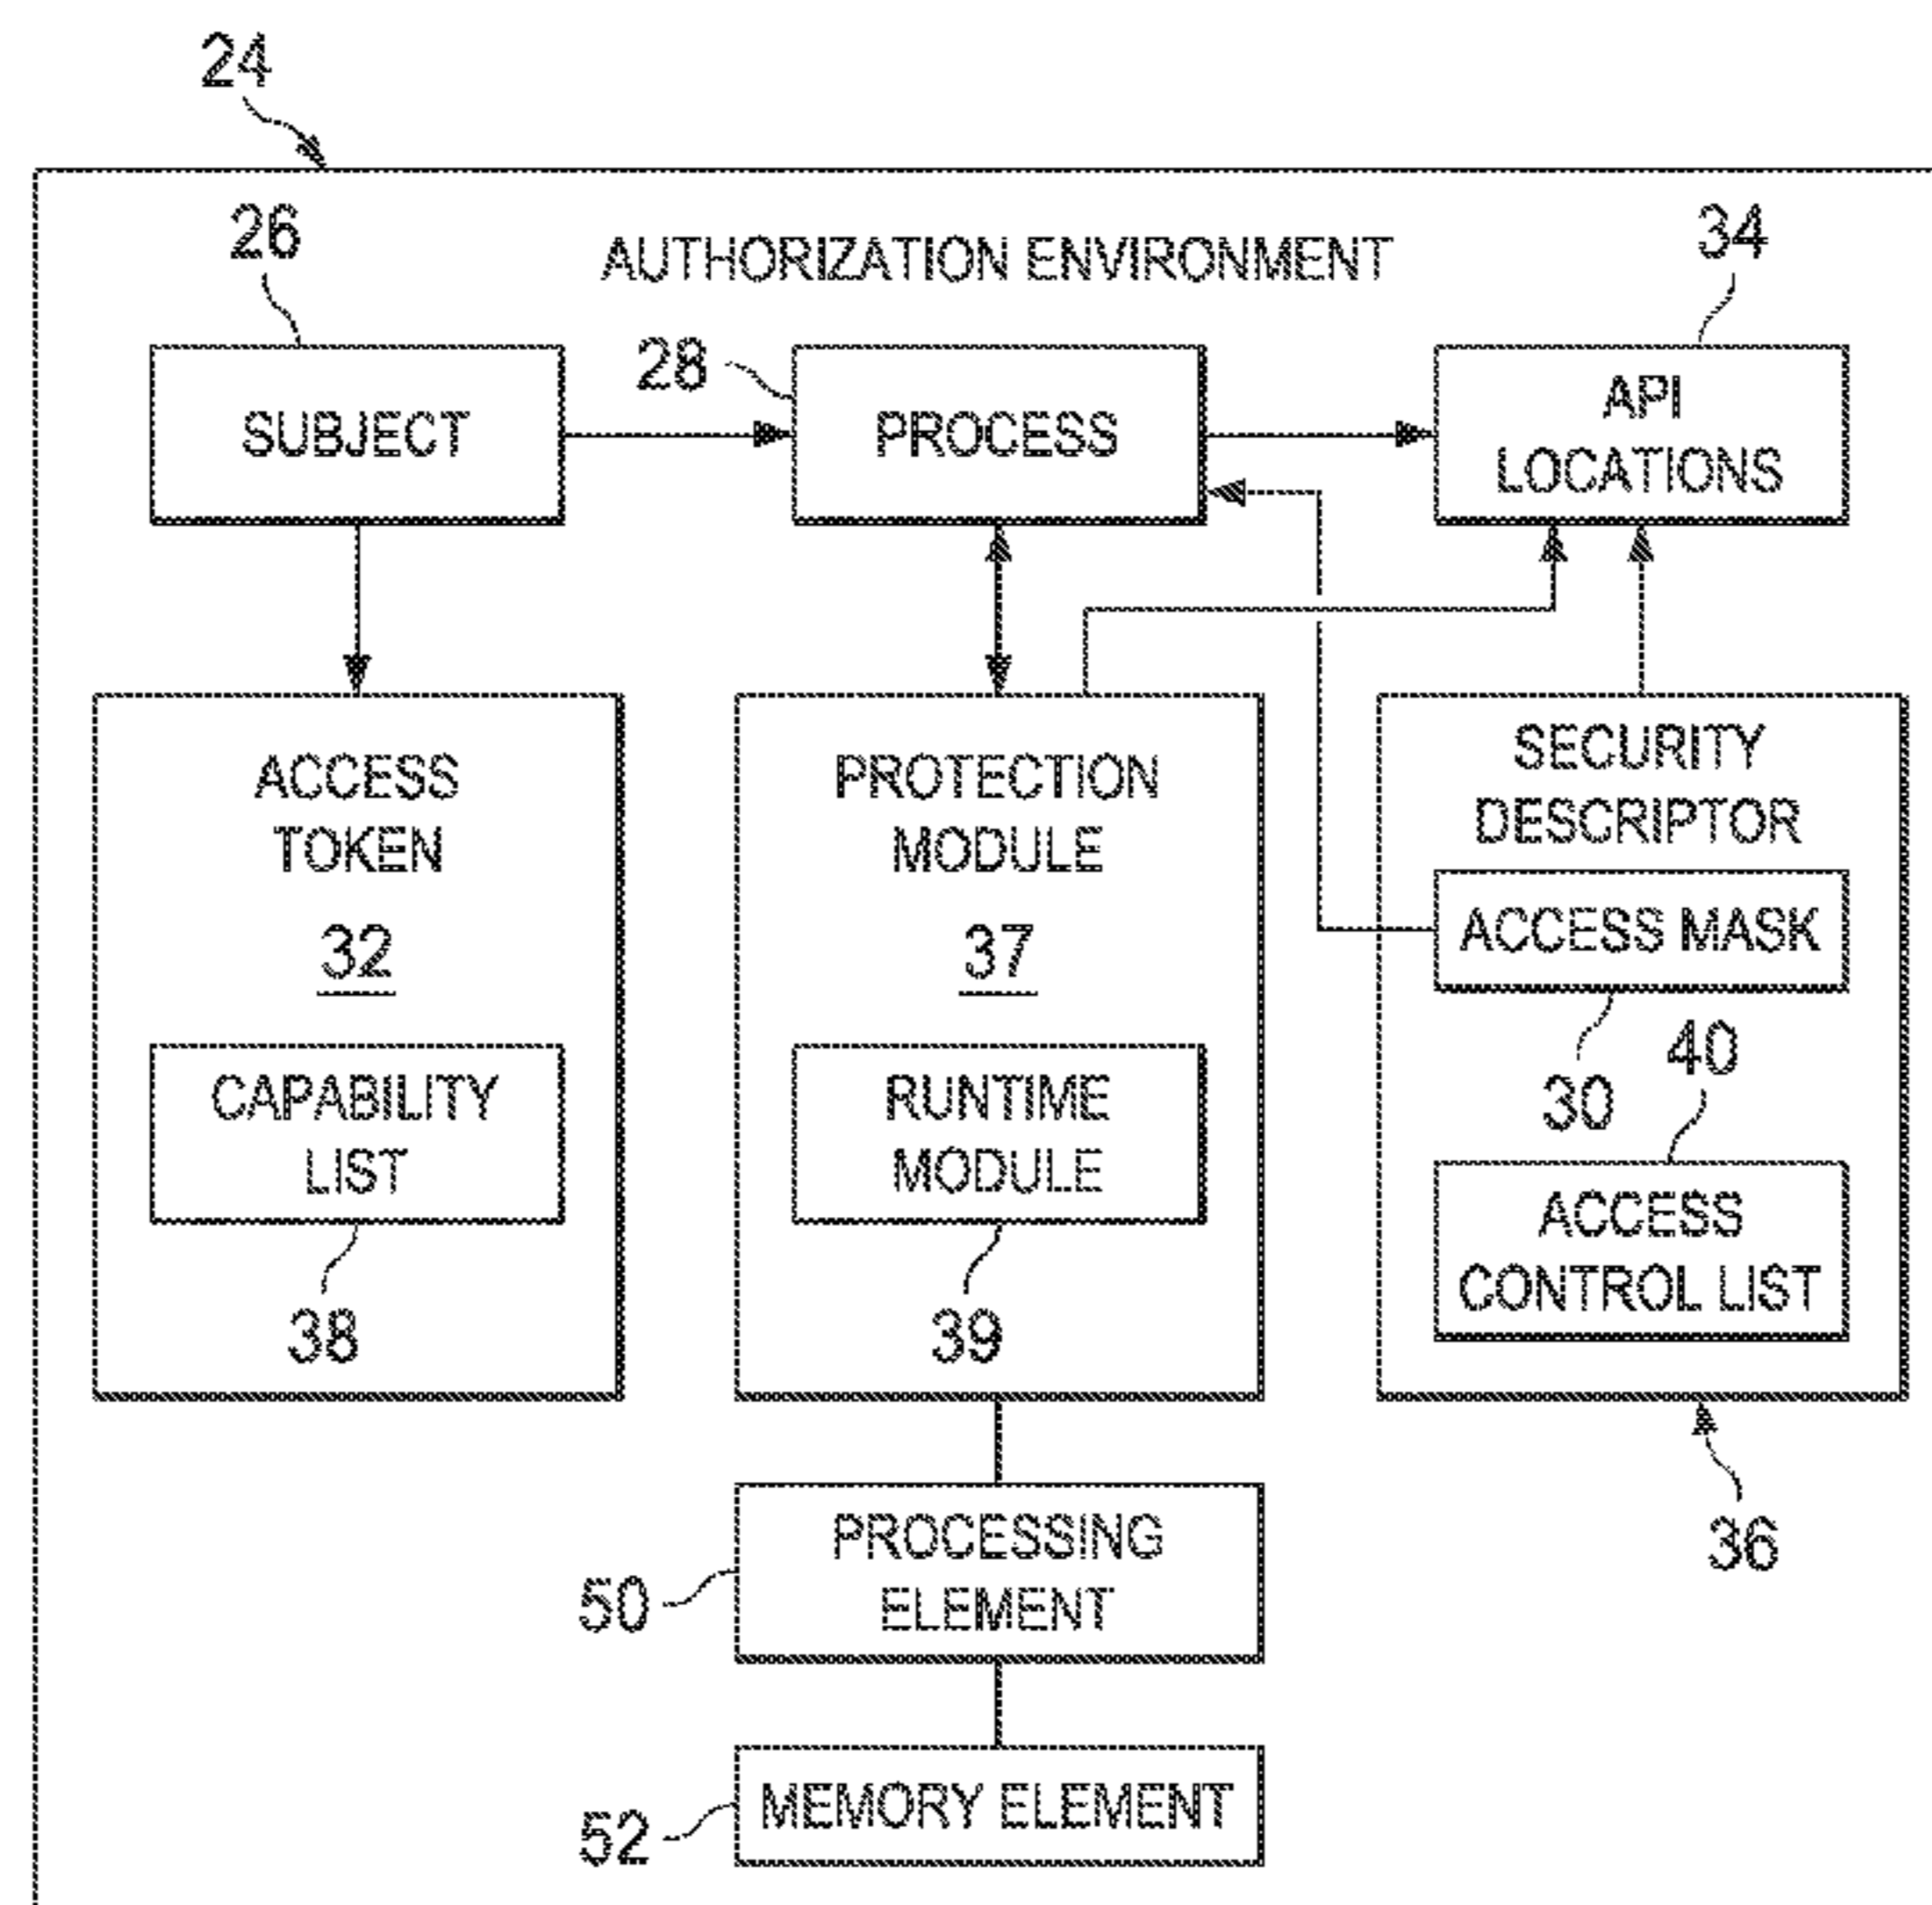 24
AUTHORIZATION ENVIRONMENT
26
34
28
SUBJECT
PROCESS
API
LOCATIONS
ACCESS
TOKEN
32
CAPABILITY
LIST
38
PROTECTION
MODULE
37
RUNTIME
MODULE
39
SECURITY
DESCRIPTOR
ACCESS MASK
30
40
ACCESS
CONTROL LIST
36
PROCESSING
ELEMENT
50
MEMORY ELEMENT
52